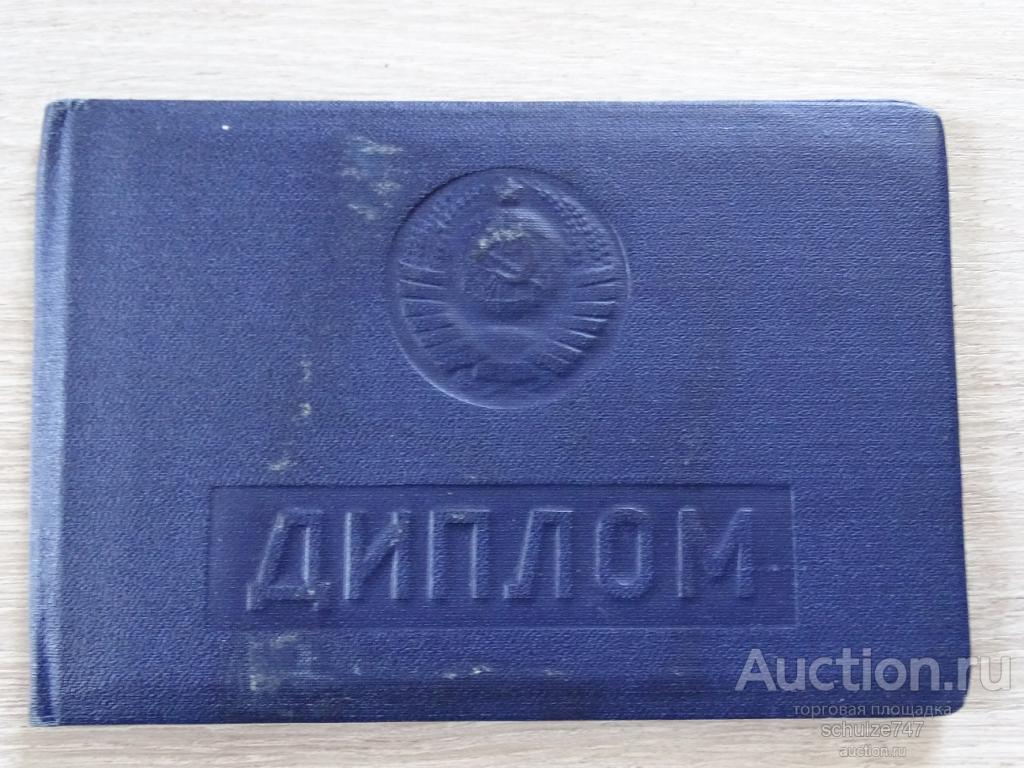 ДИПЛОМ
Auction.ru
торговая площадка
schulze747
auction.ru